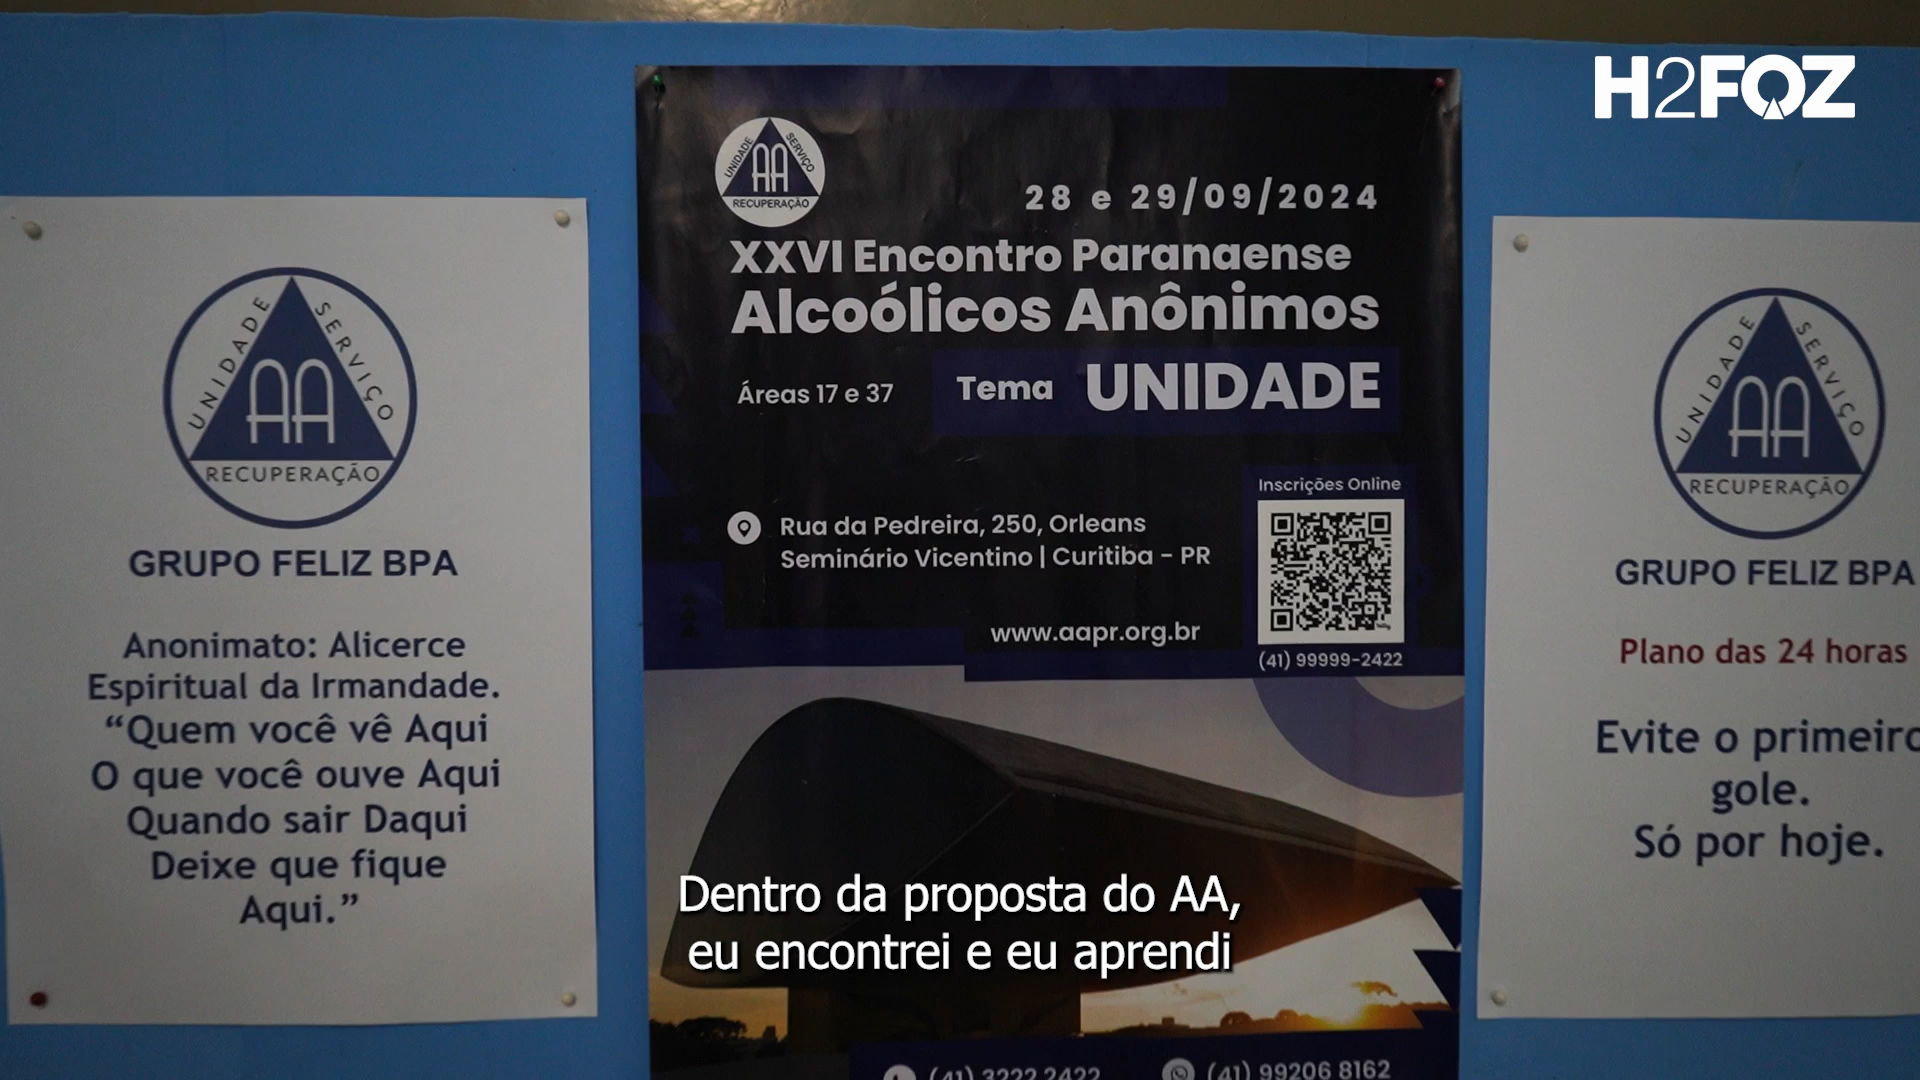 H2FOZ
UNIDADE
SERVIÇO
AA
RECUPERAÇÃO
GRUPO FELIZ BPA
Anonimato: Alicerce
Espiritual da Irmandade.
“Quem você vê Aqui
O que você ouve Aqui
Quando sair Daqui
Deixe que fique
Aqui.”
UNIDADE
SERVIÇO
AA
RECUPERAÇÃO
28 e 29/09/2024
XXVI Encontro Paranaense
Alcoólicos Anônimos
Áreas 17 e 37
Tema UNIDADE
Inscrições Online
Rua da Pedreira, 250, Orleans
Seminário Vicentino | Curitiba - PR
www.aapr.org.br
(41) 99999-2422
(41) 3222 2422
(41) 99206 8162
UNIDADE
SERVIÇO
AA
RECUPERAÇÃO
GRUPO FELIZ BPA
Plano das 24 horas
Evite o primeiro
gole.
Só por hoje.
Dentro da proposta do AA,
eu encontrei e eu aprendi